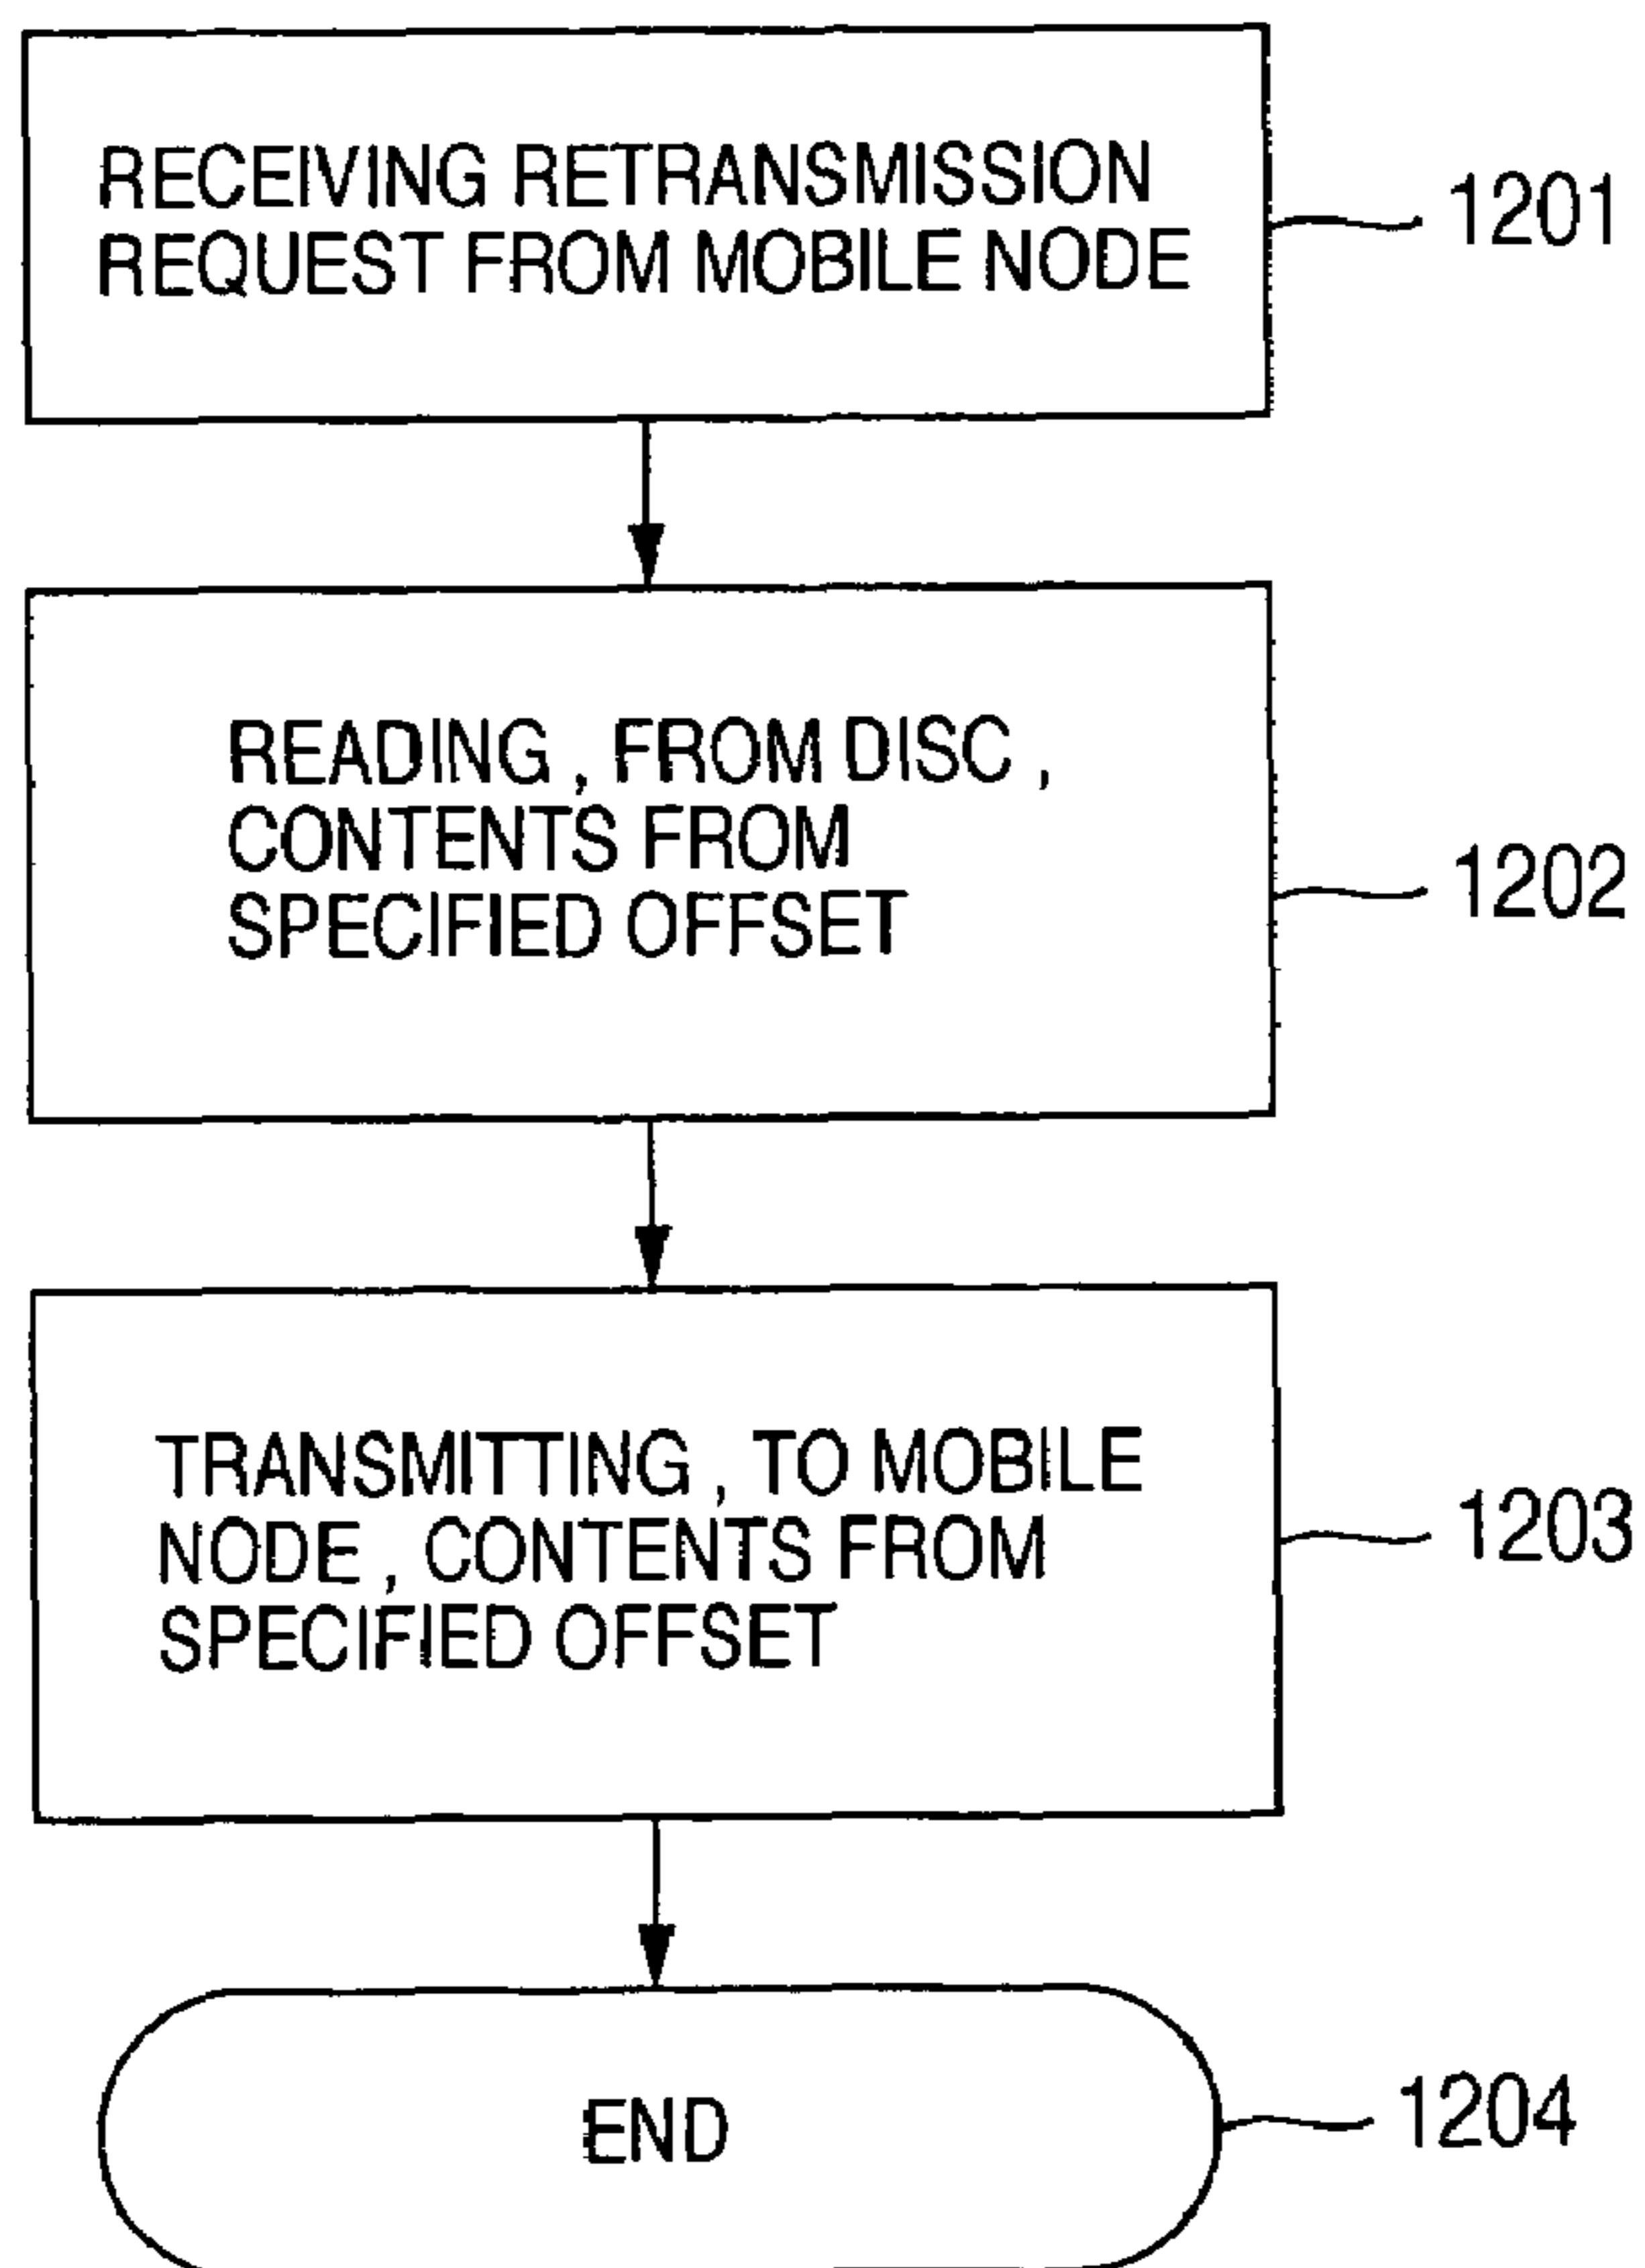 RECEIVING RETRANSMISSION
REQUEST FROM MOBILE NODE
1201
READING, FROM DISC,
CONTENTS FROM
SPECIFIED OFFSET
1202
TRANSMITTING, TO MOBILE
NODE, CONTENTS FROM
SPECIFIED OFFSET
1203
END
1204